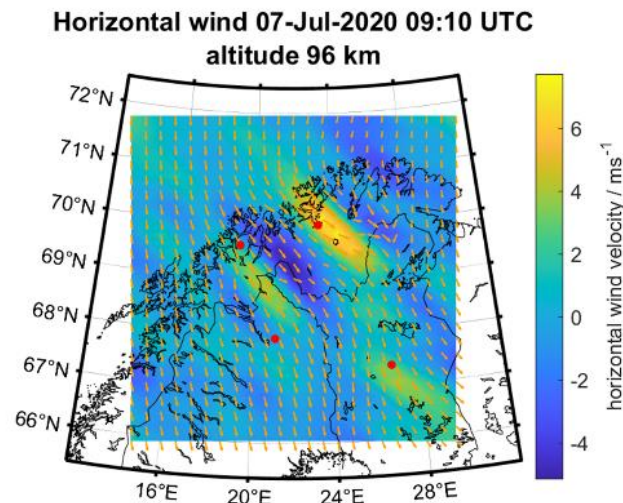 Horizontal wind 07-Jul-2020 09:10 UTC
altitude 96 km
72°N
71°N
70°N
69°N
68°N
67°N
66°N
16°E
20°E
24°E
28°E
6
4
2
0
-2
-4
horizontal wind velocity / ms⁻¹